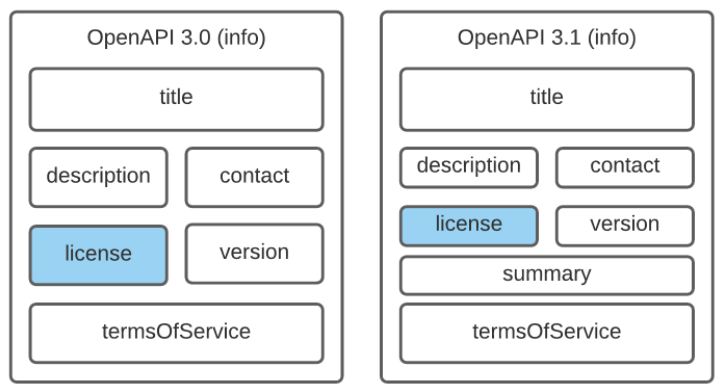 OpenAPI 3.0 (info)
title
description
contact
license
version
termsOfService
OpenAPI 3.1 (info)
title
description
contact
license
version
summary
termsOfService